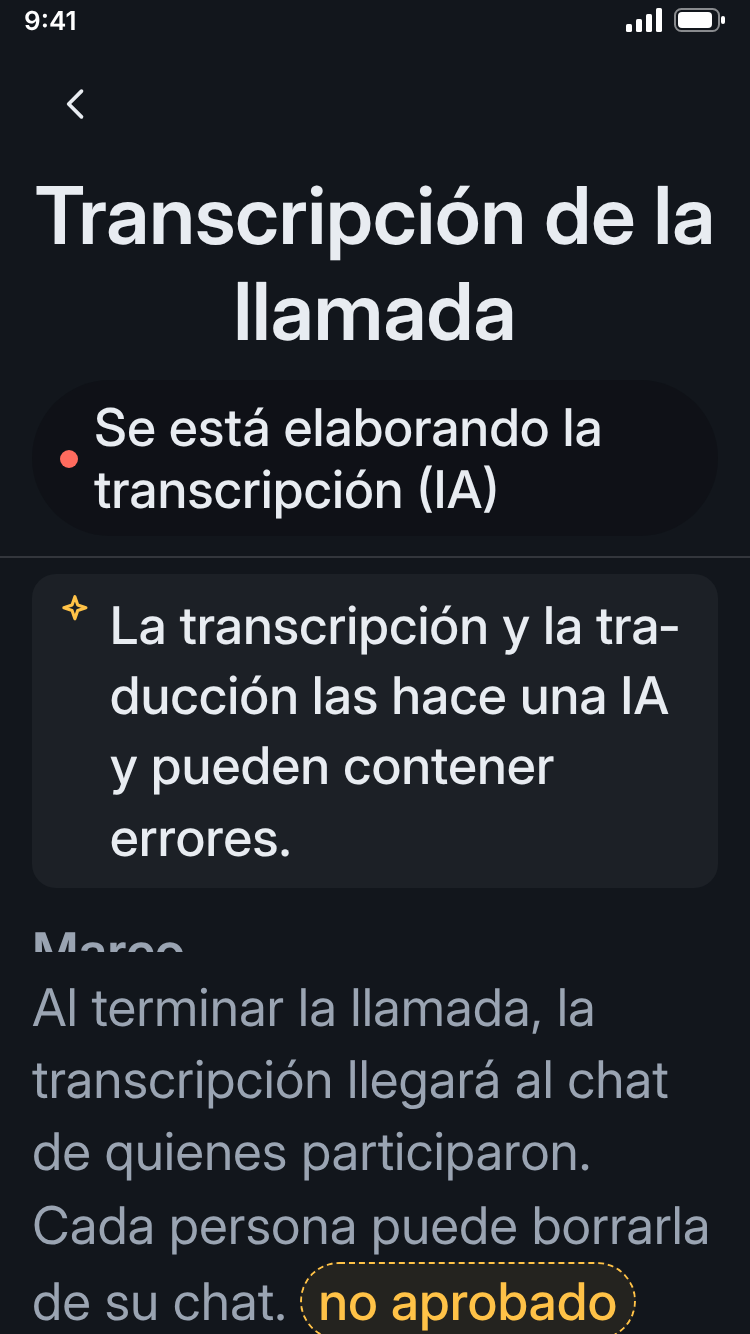 9:41
Transcripción de la
llamada
Se está elaborando la
transcripción (IA)
La transcripción y la tra-
ducción las hace una IA
y pueden contener
errores.
Al terminar la llamada, la
transcripción llegará al chat
de quienes participaron.
Cada persona puede borrarla
de su chat. no aprobado